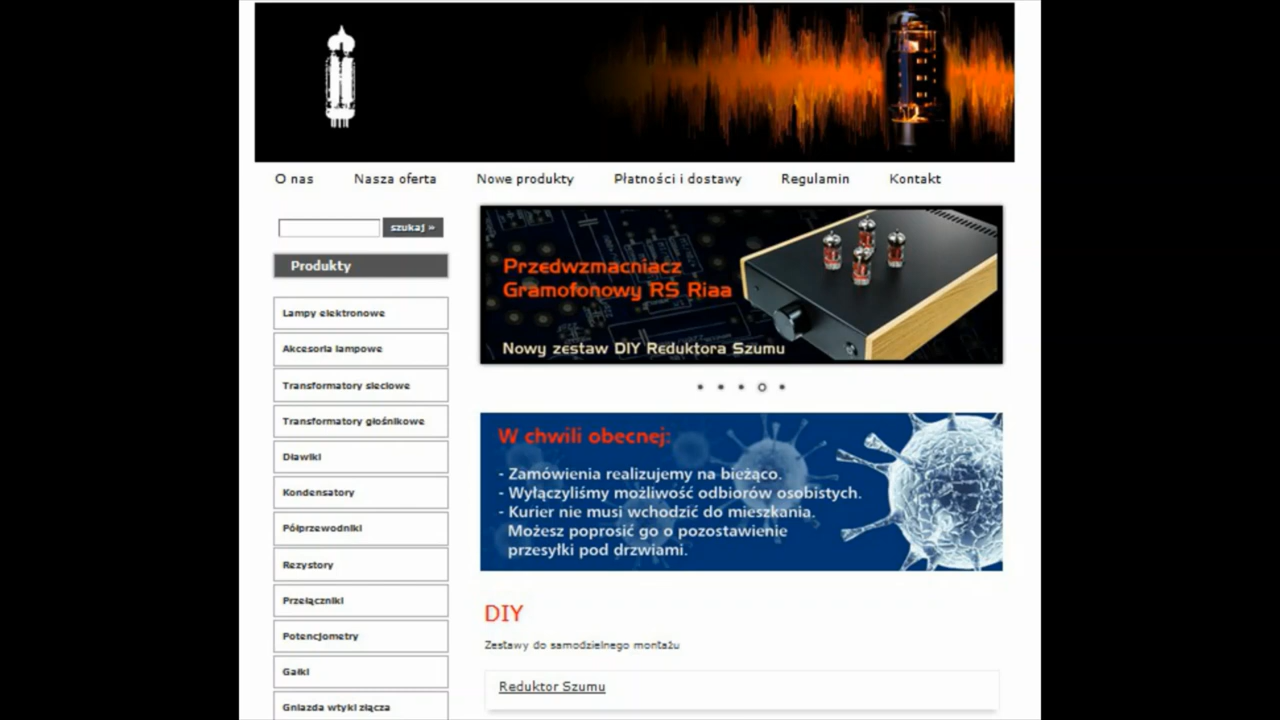 O nas
Nasza oferta
Nowe produkty
Płatności i dostawy
Regulamin
Kontakt
szukaj »
Produkty
Lampy elektronowe
Akcesoria lampowe
Transformatory sieciowe
Transformatory głośnikowe
Dławiki
Kondensatory
Półprzewodniki
Rezystory
Przełączniki
Potencjometry
Gałki
Gniazda wtyki złącza
Przedwzmacniacz
Gramofonowy RS Riaa
Nowy zestaw DIY Reduktora Szumu
W chwili obecnej:
- Zamówienia realizujemy na bieżąco.
- Wyłączyliśmy możliwość odbiorów osobistych.
- Kurier nie musi wchodzić do mieszkania.
Możesz poprosić go o pozostawienie
przesyłki pod drzwiami.
DIY
Zestawy do samodzielnego montażu
Reduktor Szumu